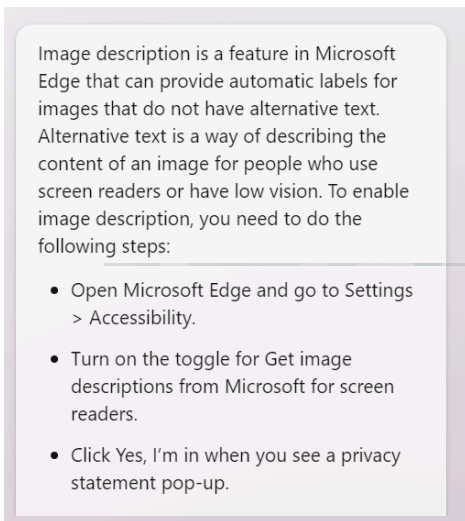 Image description is a feature in Microsoft
Edge that can provide automatic labels for
images that do not have alternative text.
Alternative text is a way of describing the
content of an image for people who use
screen readers or have low vision. To enable
image description, you need to do the
following steps:
• Open Microsoft Edge and go to Settings
> Accessibility.
• Turn on the toggle for Get image
descriptions from Microsoft for screen
readers.
• Click Yes, I'm in when you see a privacy
statement pop-up.